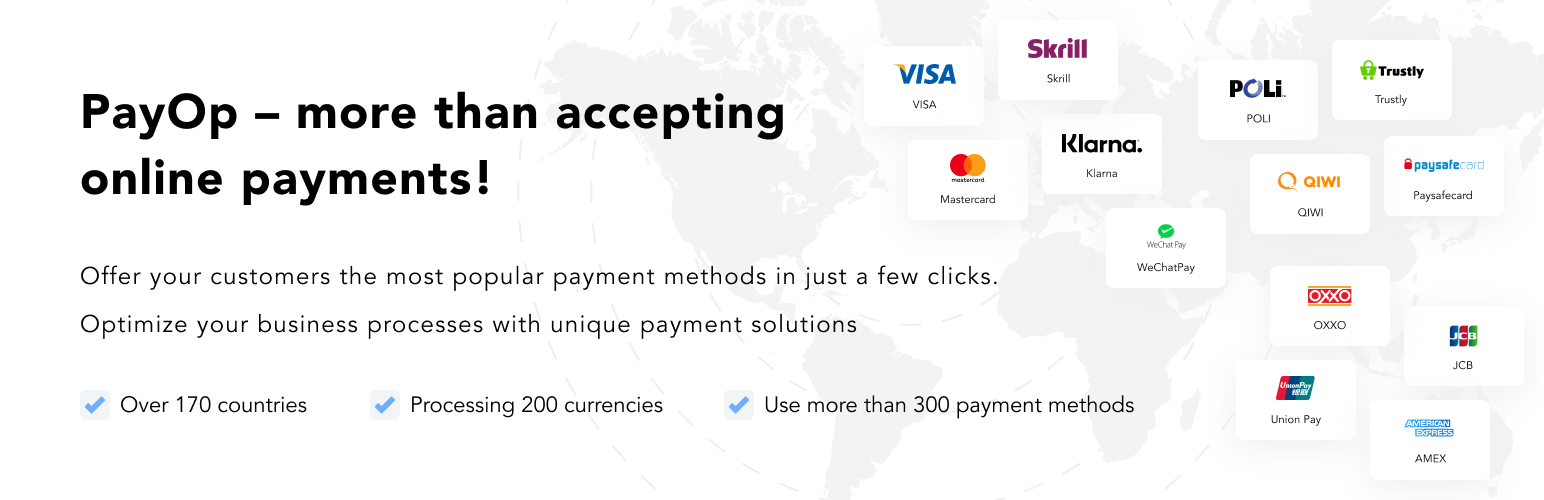 PayOp – more than accepting
online payments!
Offer your customers the most popular payment methods in just a few clicks.
Optimize your business processes with unique payment solutions
Over 170 countries
Processing 200 currencies
Use more than 300 payment methods
VISA
VISA
Skrill
Skrill
POLi
POLI
Trustly
Trustly
mastercard
Mastercard
Klarna.
Klarna
QIWI
QIWI
paysafecard
Paysafecard
WeChat Pay
WeChatPay
OXXO
OXXO
JCB
JCB
UnionPay
银联
Union Pay
AMERICAN
EXPRESS
AMEX